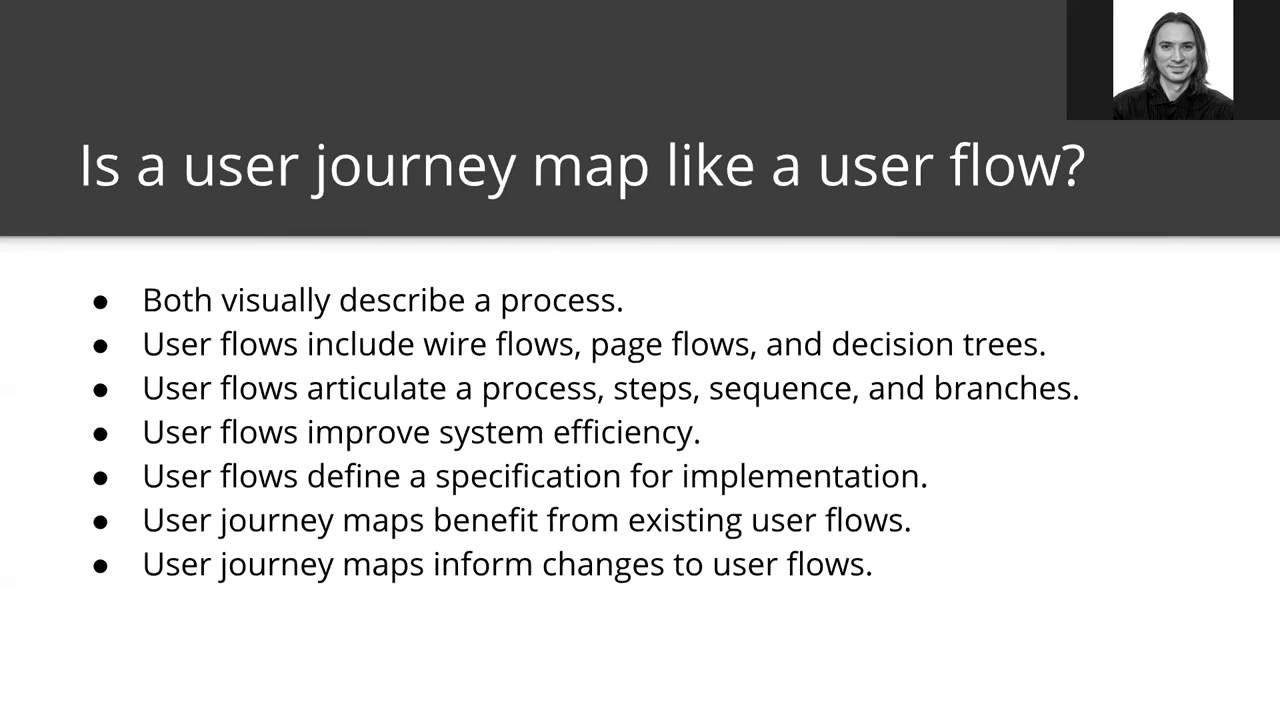 Is a user journey map like a user flow?
● Both visually describe a process.
● User flows include wire flows, page flows, and decision trees.
● User flows articulate a process, steps, sequence, and branches.
● User flows improve system efficiency.
● User flows define a specification for implementation.
● User journey maps benefit from existing user flows.
● User journey maps inform changes to user flows.